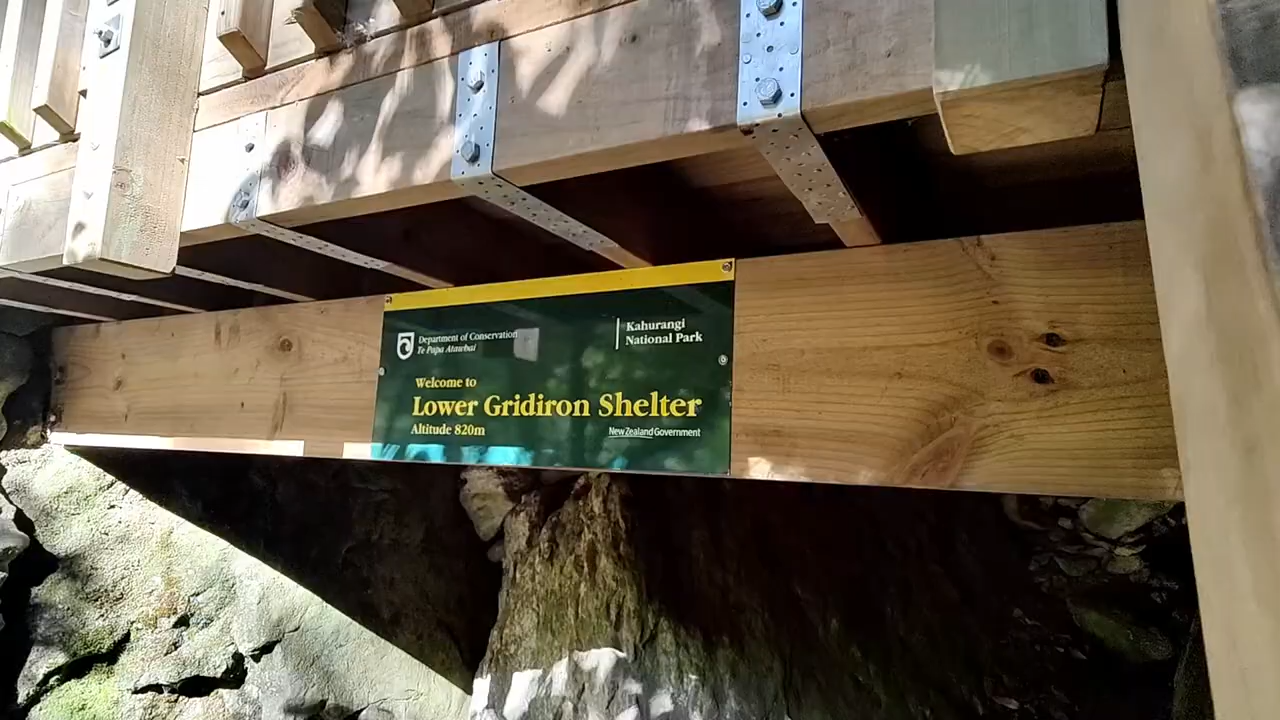 Department of Conservation
Te Papa Atawhai
Kahurangi
National Park
Welcome to
Lower Gridiron Shelter
Altitude 820m
New Zealand Government